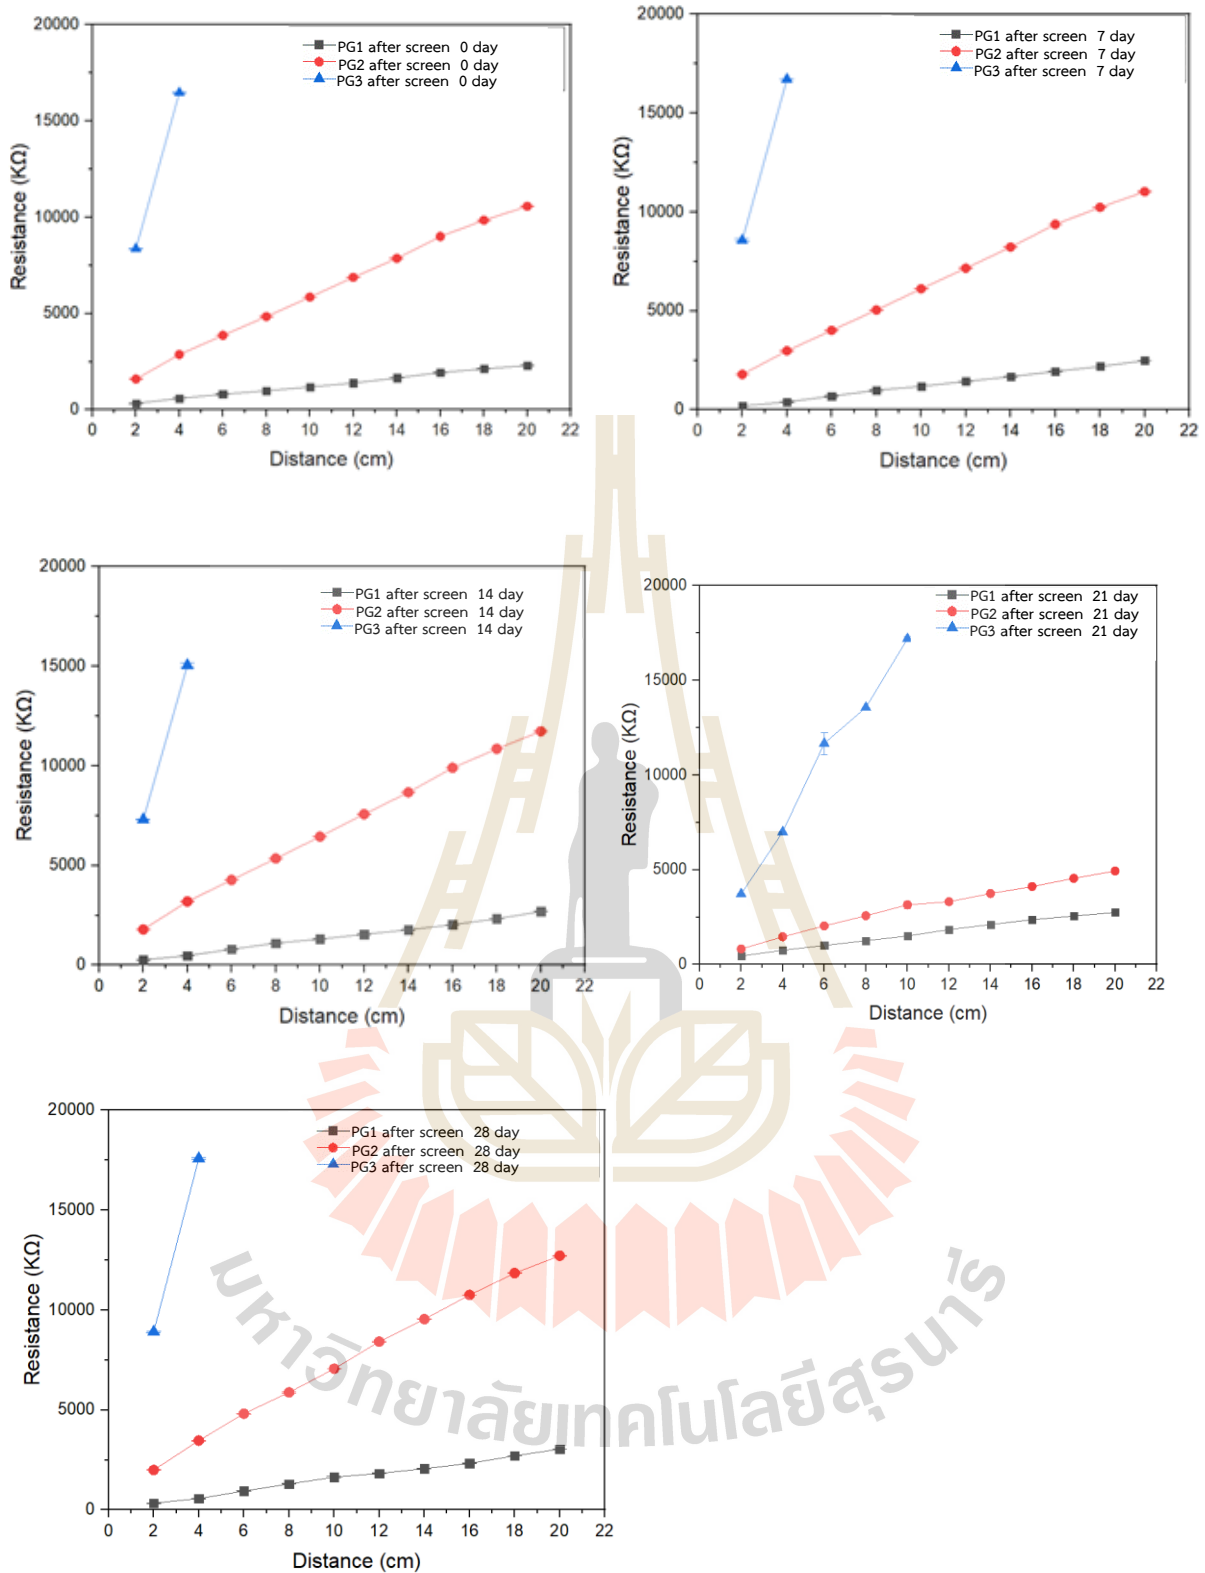 20000
15000
10000
5000
0
Resistance (KΩ)
PG1 after screen 0 day
PG2 after screen 0 day
PG3 after screen 0 day
0 2 4 6 8 10 12 14 16 18 20 22
Distance (cm)
20000
15000
10000
5000
0
Resistance (KΩ)
PG1 after screen 7 day
PG2 after screen 7 day
PG3 after screen 7 day
0 2 4 6 8 10 12 14 16 18 20 22
Distance (cm)
20000
15000
10000
5000
0
Resistance (KΩ)
PG1 after screen 14 day
PG2 after screen 14 day
PG3 after screen 14 day
0 2 4 6 8 10 12 14 16 18 20 22
Distance (cm)
20000
15000
10000
5000
0
Resistance (KΩ)
PG1 after screen 21 day
PG2 after screen 21 day
PG3 after screen 21 day
0 2 4 6 8 10 12 14 16 18 20 22
Distance (cm)
20000
15000
10000
5000
0
Resistance (KΩ)
PG1 after screen 28 day
PG2 after screen 28 day
PG3 after screen 28 day
0 2 4 6 8 10 12 14 16 18 20 22
Distance (cm)
มหาวิทยาลัยเทคโนโลยีสุรนารี